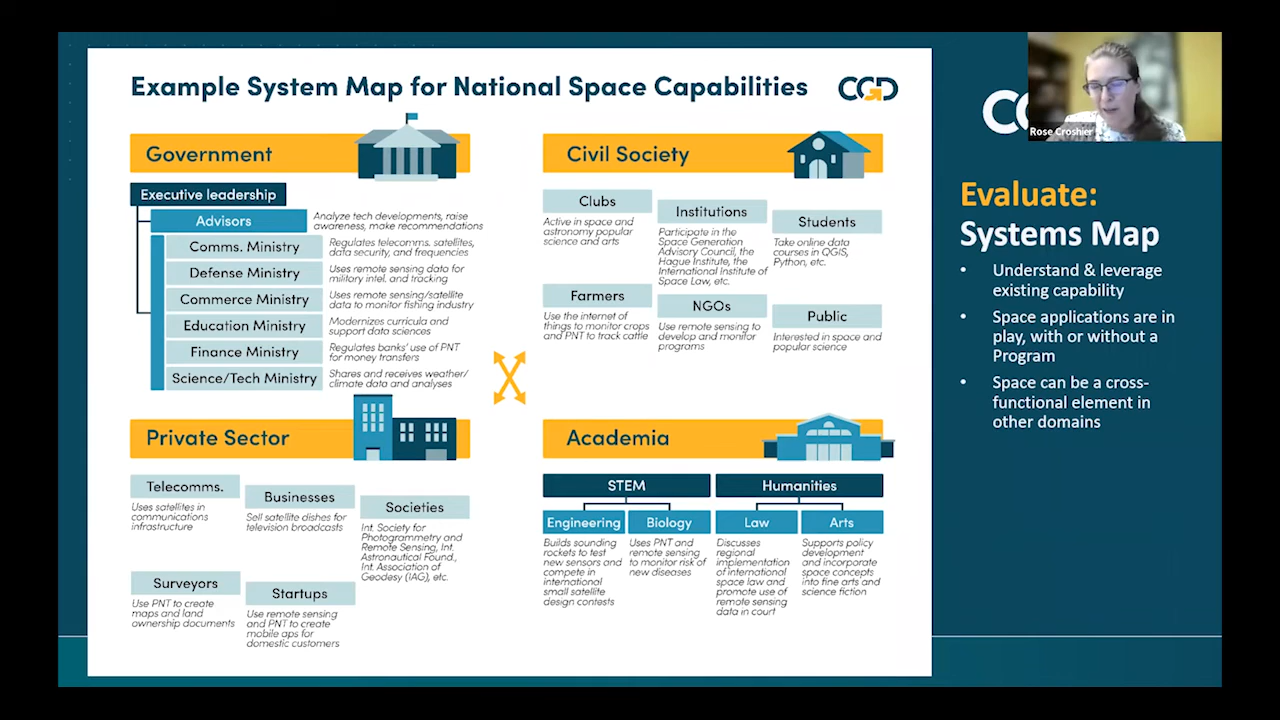 Example System Map for National Space Capabilities
CGD
Government
Executive leadership
Advisors
Analyze tech developments, raise
awareness, make recommendations
Comms. Ministry
Regulates telecomms. satellites,
data security, and frequencies
Defense Ministry
Uses remote sensing data for
military intel. and tracking
Commerce Ministry
Uses remote sensing/satellite
data to monitor fishing industry
Education Ministry
Modernizes curricula and
support data sciences
Finance Ministry
Regulates banks' use of PNT
for money transfers
Science/Tech Ministry
Shares and receives weather/
climate data and analyses
Civil Society
Clubs
Active in space and
astronomy popular
science and arts
Institutions
Participate in the
Space Generation
Advisory Council, the
Hague Institute, the
International Institute of
Space Law, etc.
Students
Take online data
courses in QGIS,
Python, etc.
Farmers
Use the internet of
things to monitor crops
and PNT to track cattle
NGOs
Use remote sensing to
develop and monitor
programs
Public
Interested in space and
popular science
Private Sector
Telecomms.
Uses satellites in
communications
infrastructure
Businesses
Sell satellite dishes for
television broadcasts
Societies
Int. Society for
Photogrammetry and
Remote Sensing, Int.
Astronautical Found.,
Int. Association of
Geodesy (IAG), etc.
Surveyors
Use PNT to create
maps and land
ownership documents
Startups
Use remote sensing
and PNT to create
mobile aps for
domestic customers
Academia
STEM
Engineering
Builds sounding
rockets to test
new sensors and
compete in
international
small satellite
design contests
Biology
Uses PNT and
remote sensing
to monitor risk of
new diseases
Humanities
Law
Discusses
regional
implementation
of international
space law and
promote use of
remote sensing
data in court
Arts
Supports policy
development
and incorporate
space concepts
into fine arts and
science fiction
Rose Croshier
Evaluate:
Systems Map
• Understand & leverage
existing capability
• Space applications are in
play, with or without a
Program
• Space can be a cross-
functional element in
other domains